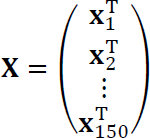 𝐗 = ( 𝐱₁ᵀ
𝐱₂ᵀ
⋮
𝐱₁₅₀ᵀ )